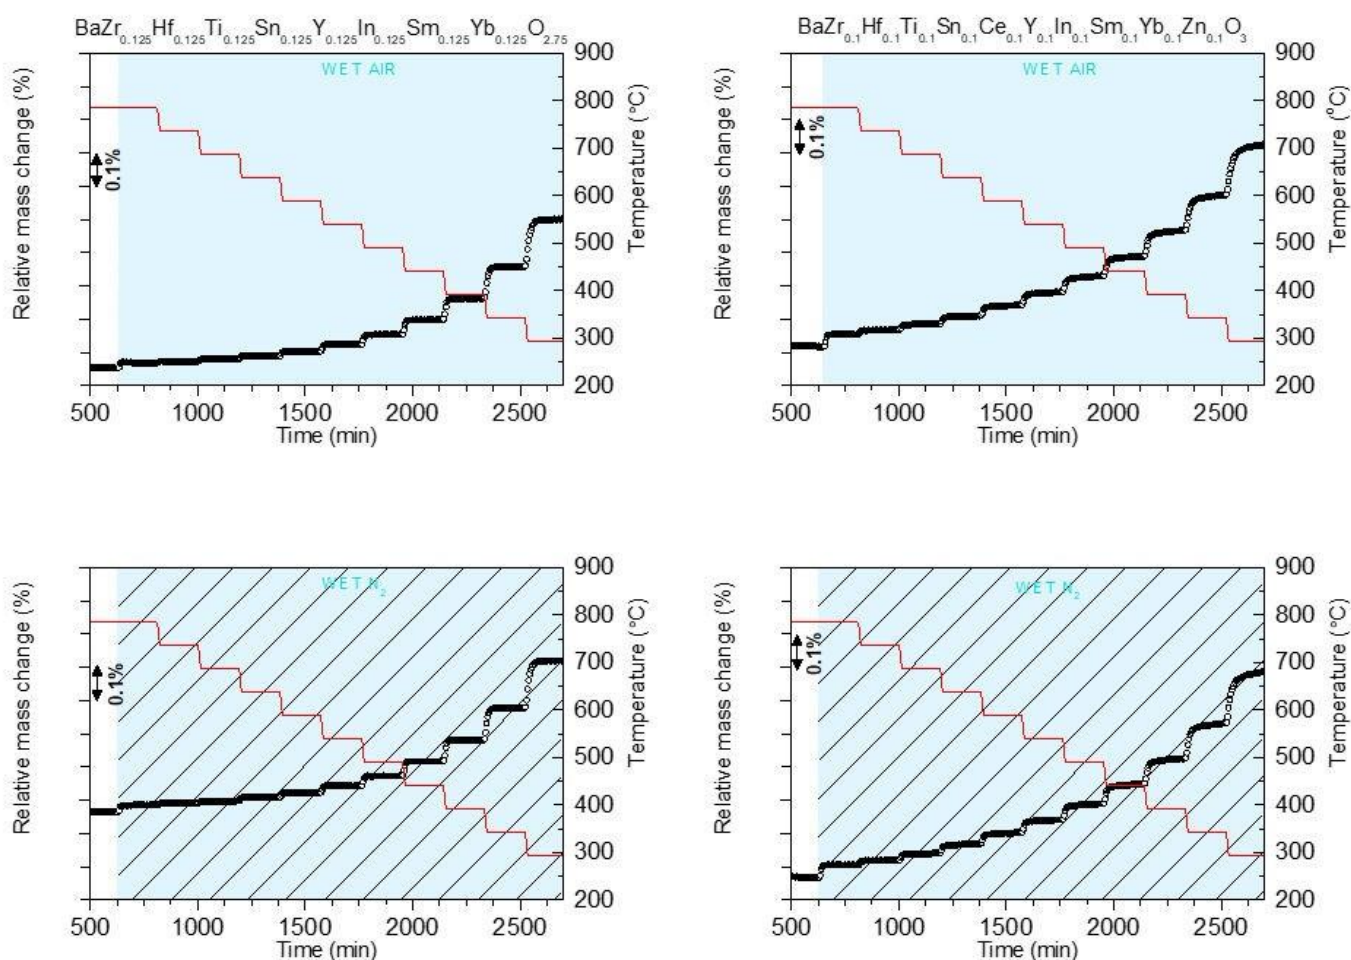 BaZr0.125Hf0.125Ti0.125Sn0.125Y0.125In0.125Sm0.125Yb0.125O2.75
WET AIR
0.1%
Relative mass change (%)
Temperature (°C)
900
800
700
600
500
400
300
200
500 1000 1500 2000 2500
Time (min)
BaZr0.1Hf0.1Ti0.1Sn0.1Ce0.1Y0.1In0.1Sm0.1Yb0.1Zn0.1O3
WET AIR
0.1%
Relative mass change (%)
Temperature (°C)
900
800
700
600
500
400
300
200
500 1000 1500 2000 2500
Time (min)
WET N2
0.1%
Relative mass change (%)
Temperature (°C)
900
800
700
600
500
400
300
200
500 1000 1500 2000 2500
Time (min)
WET N2
0.1%
Relative mass change (%)
Temperature (°C)
900
800
700
600
500
400
300
200
500 1000 1500 2000 2500
Time (min)